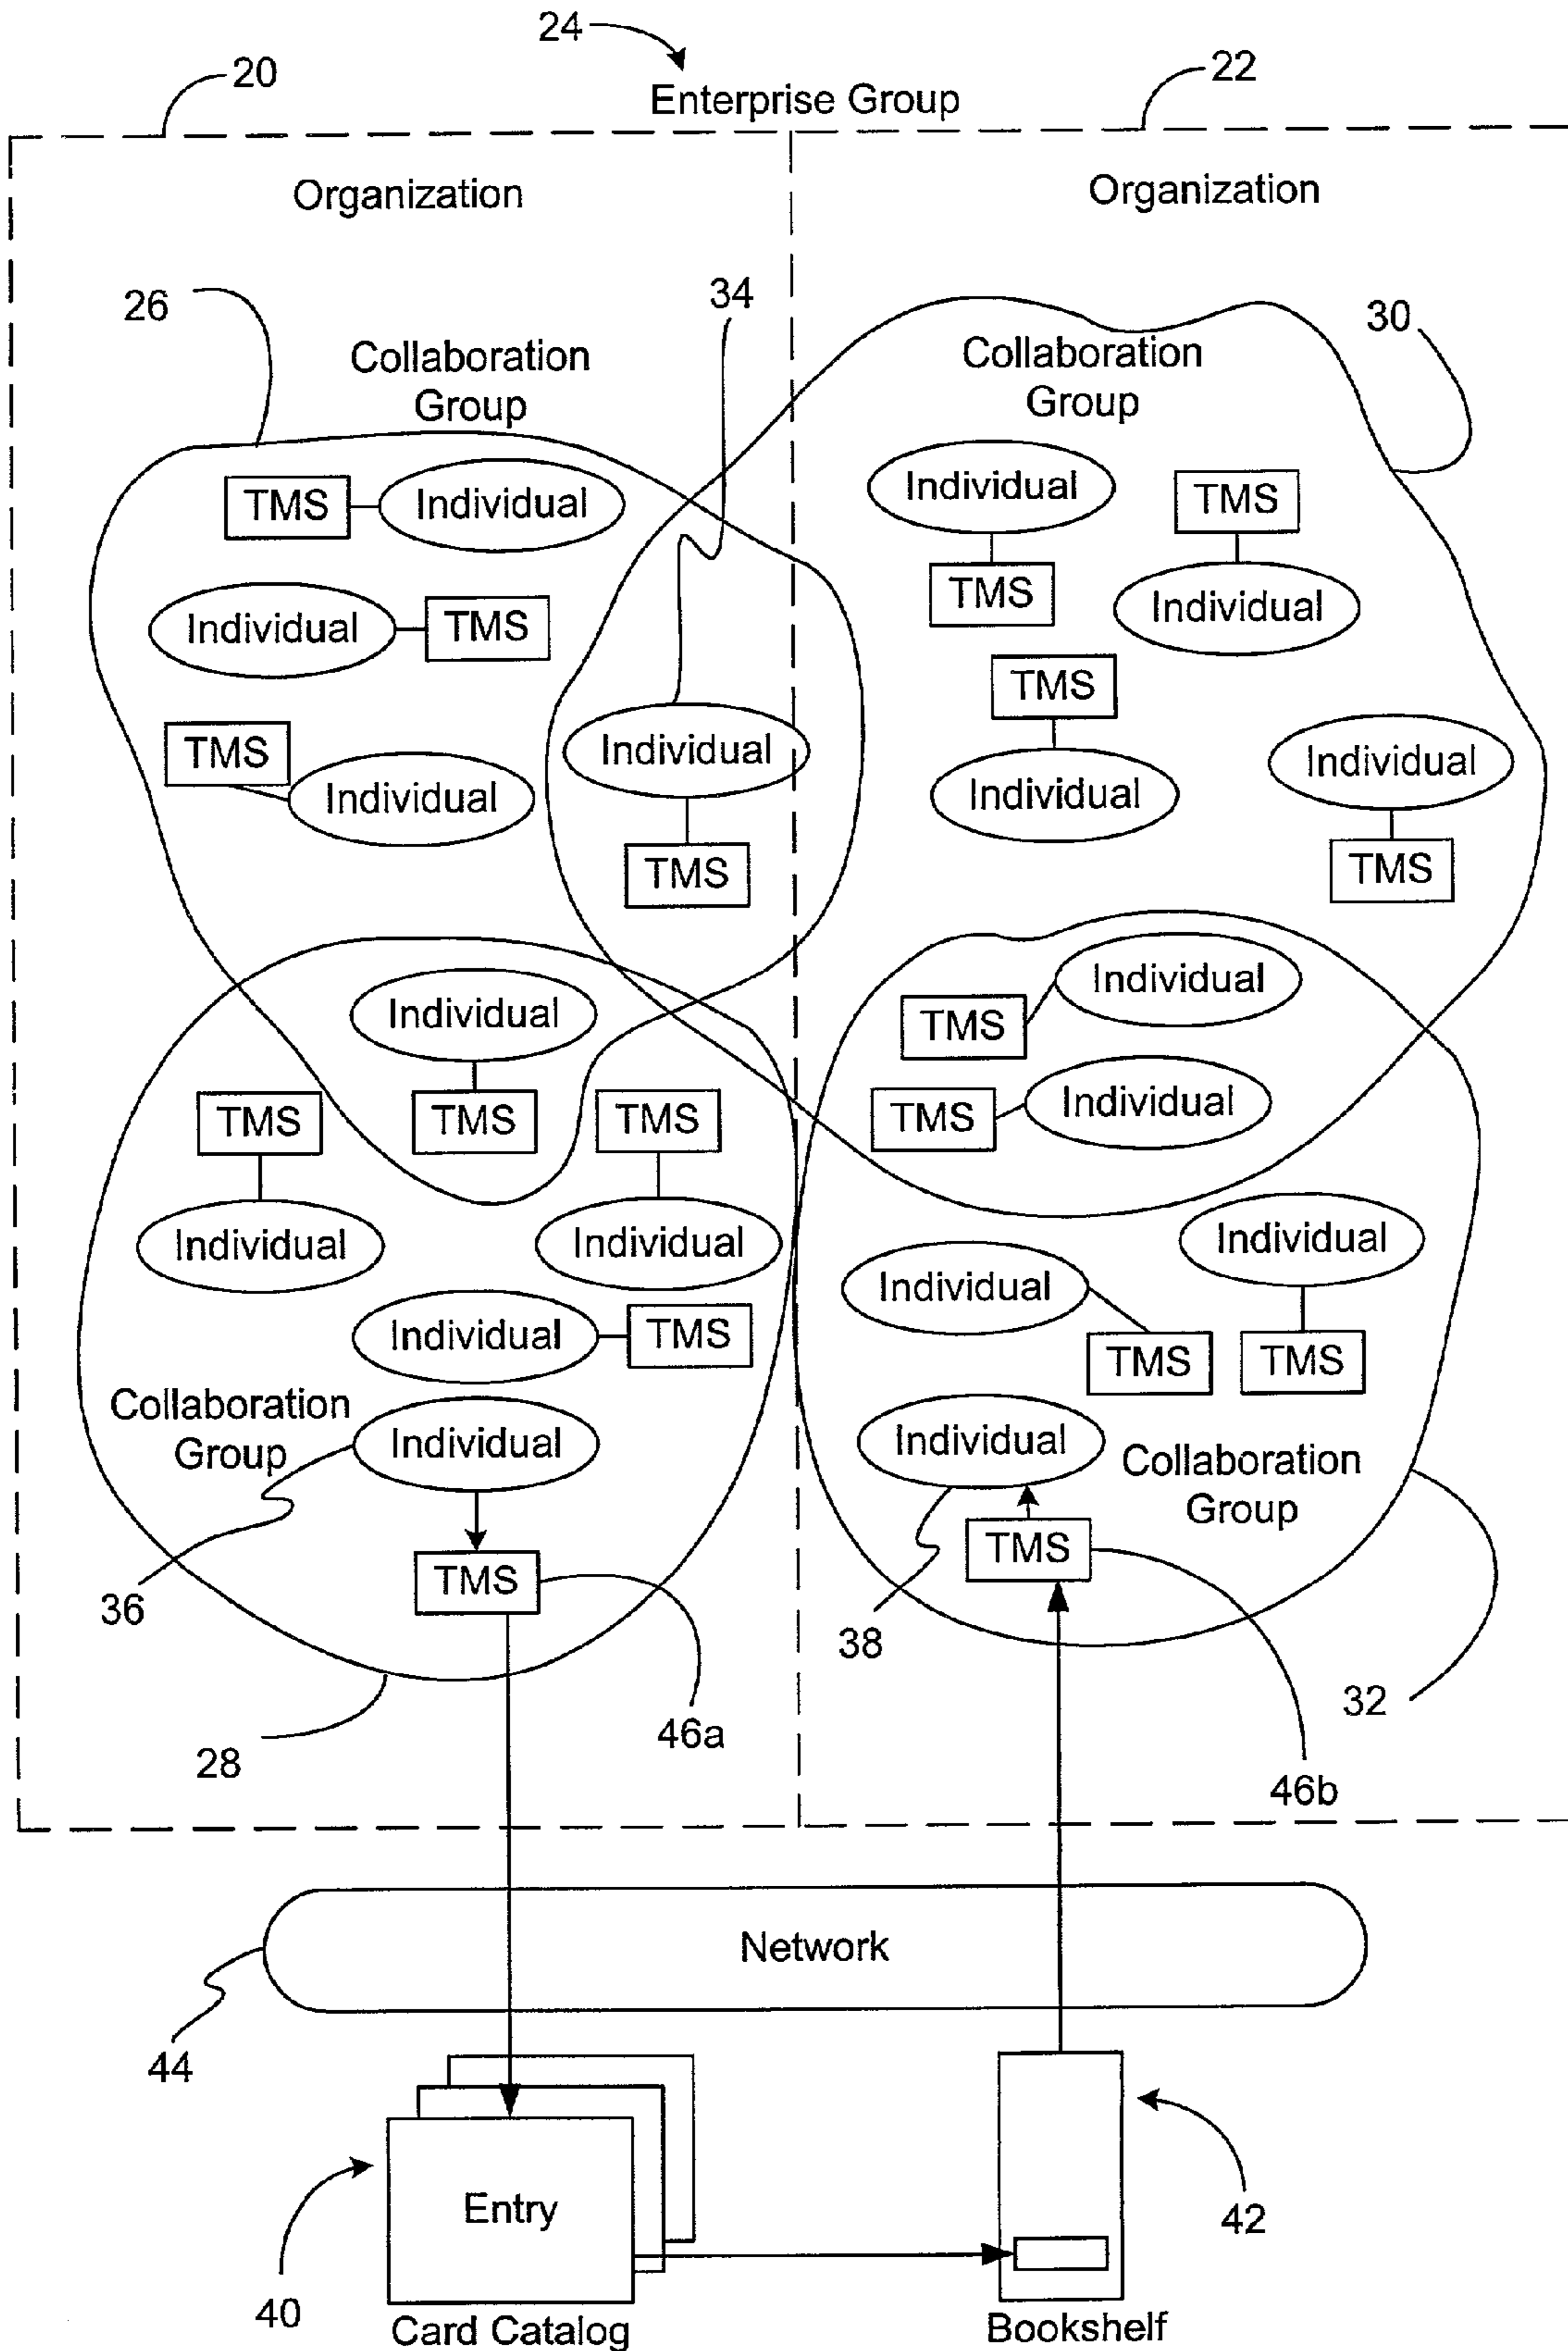 24
20
22
Enterprise Group
Organization
Organization
26
34
30
Collaboration
Group
Collaboration
Group
TMS
Individual
Individual
TMS
TMS
Individual
Individual
TMS
Individual
TMS
TMS
Individual
Individual
TMS
TMS
Individual
TMS
Individual
Individual
TMS
Individual
TMS
TMS
Individual
TMS
Individual
TMS
Individual
TMS
Individual
Individual
TMS
Individual
TMS
Individual
TMS
Collaboration
Group
Individual
TMS
Individual
Collaboration
Group
TMS
36
38
28
46a
32
46b
Network
44
Entry
42
40
Card Catalog
Bookshelf